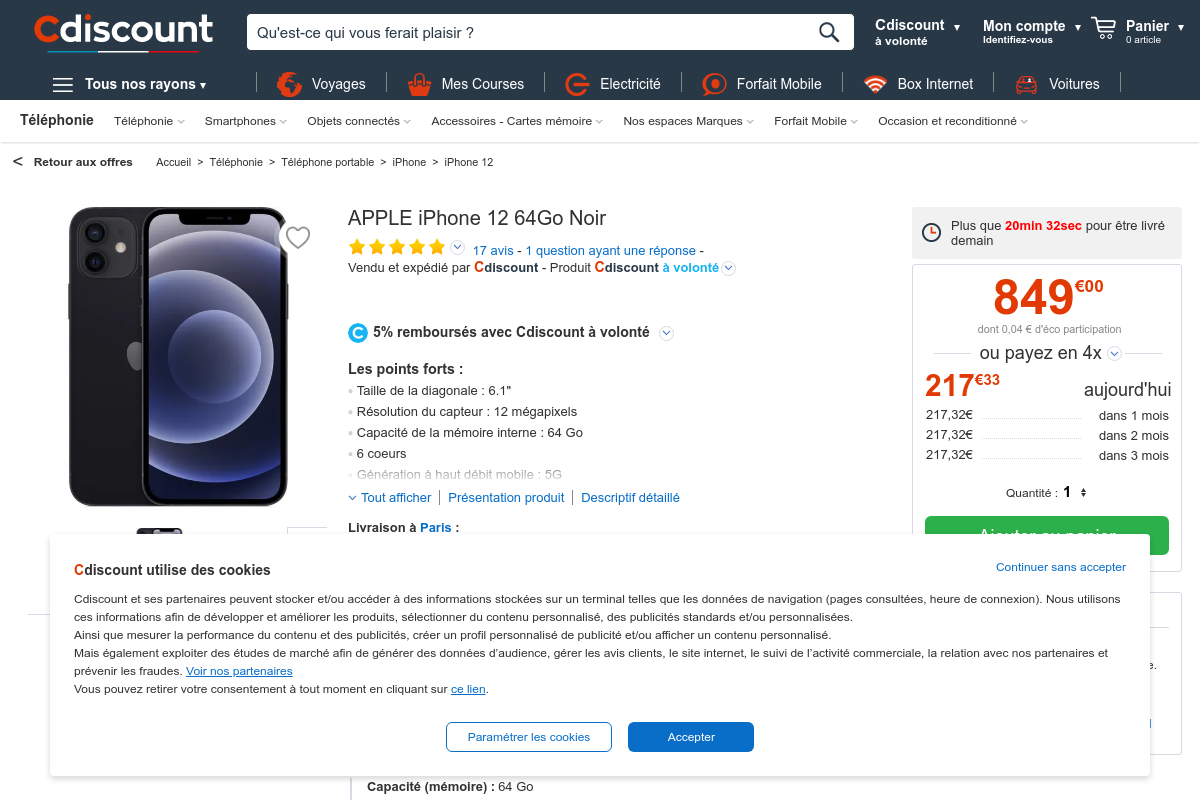 Cdiscount
Qu'est-ce qui vous ferait plaisir ?
Cdiscount
à volonté
Mon compte
Identifiez-vous
Panier
0 article
Tous nos rayons
Voyages
Mes Courses
Electricité
Forfait Mobile
Box Internet
Voitures
Téléphonie
Téléphonie
Smartphones
Objets connectés
Accessoires - Cartes mémoire
Nos espaces Marques
Forfait Mobile
Occasion et reconditionné
< Retour aux offres
Accueil > Téléphonie > Téléphone portable > iPhone > iPhone 12
APPLE iPhone 12 64Go Noir
17 avis - 1 question ayant une réponse -
Vendu et expédié par Cdiscount - Produit Cdiscount à volonté
5% remboursés avec Cdiscount à volonté
Les points forts :
Taille de la diagonale : 6.1"
Résolution du capteur : 12 mégapixels
Capacité de la mémoire interne : 64 Go
6 coeurs
Génération à haut débit mobile : 5G
Tout afficher | Présentation produit | Descriptif détaillé
Livraison à Paris :
Plus que 20min 32sec pour être livré
demain
849€00
dont 0,04 € d'éco participation
ou payez en 4x
217€33 aujourd'hui
217,32€ dans 1 mois
217,32€ dans 2 mois
217,32€ dans 3 mois
Quantité : 1
Ajouter au panier
Cdiscount utilise des cookies
Continuer sans accepter
Cdiscount et ses partenaires peuvent stocker et/ou accéder à des informations stockées sur un terminal telles que les données de navigation (pages consultées, heure de connexion). Nous utilisons
ces informations afin de développer et améliorer les produits, sélectionner du contenu personnalisé, des publicités standards et/ou personnalisées.
Ainsi que mesurer la performance du contenu et des publicités, créer un profil personnalisé de publicité et/ou afficher un contenu personnalisé.
Mais également exploiter des études de marché afin de générer des données d'audience, gérer les avis clients, le site internet, le suivi de l'activité commerciale, la relation avec nos partenaires et
prévenir les fraudes. Voir nos partenaires
Vous pouvez retirer votre consentement à tout moment en cliquant sur ce lien.
Paramétrer les cookies
Accepter
Capacité (mémoire) : 64 Go